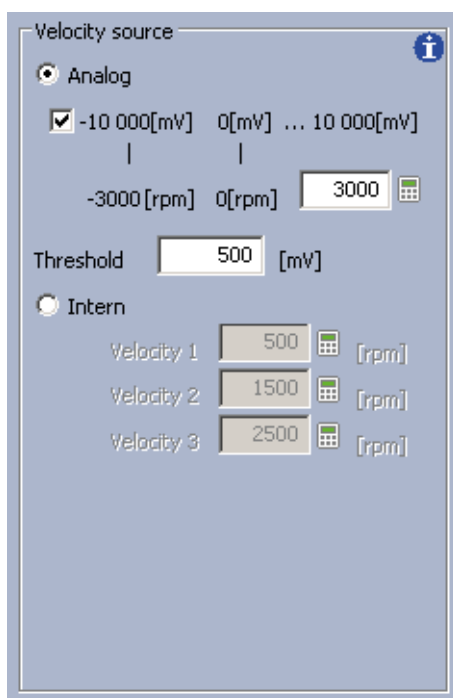 Velocity source
Analog
-10 000[mV] 0[mV] ... 10 000[mV]
| |
-3000[rpm] 0[rpm] 3000
Threshold 500 [mV]
Intern
Velocity 1 500 [rpm]
Velocity 2 1500 [rpm]
Velocity 3 2500 [rpm]